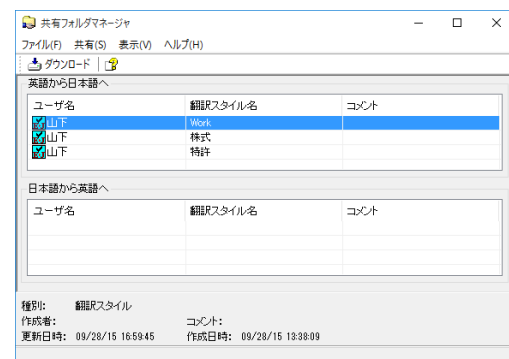 共有フォルダマネージャ
ファイル(F) 共有(S) 表示(V) ヘルプ(H)
ダウンロード
英語から日本語へ
ユーザ名 翻訳スタイル名 コメント
山下 Work
山下 株式
山下 特許
日本語から英語へ
ユーザ名 翻訳スタイル名 コメント
種別: 翻訳スタイル
作成者: コメント:
更新日時: 09/28/15 16:59:45 作成日時: 09/28/15 13:38:09